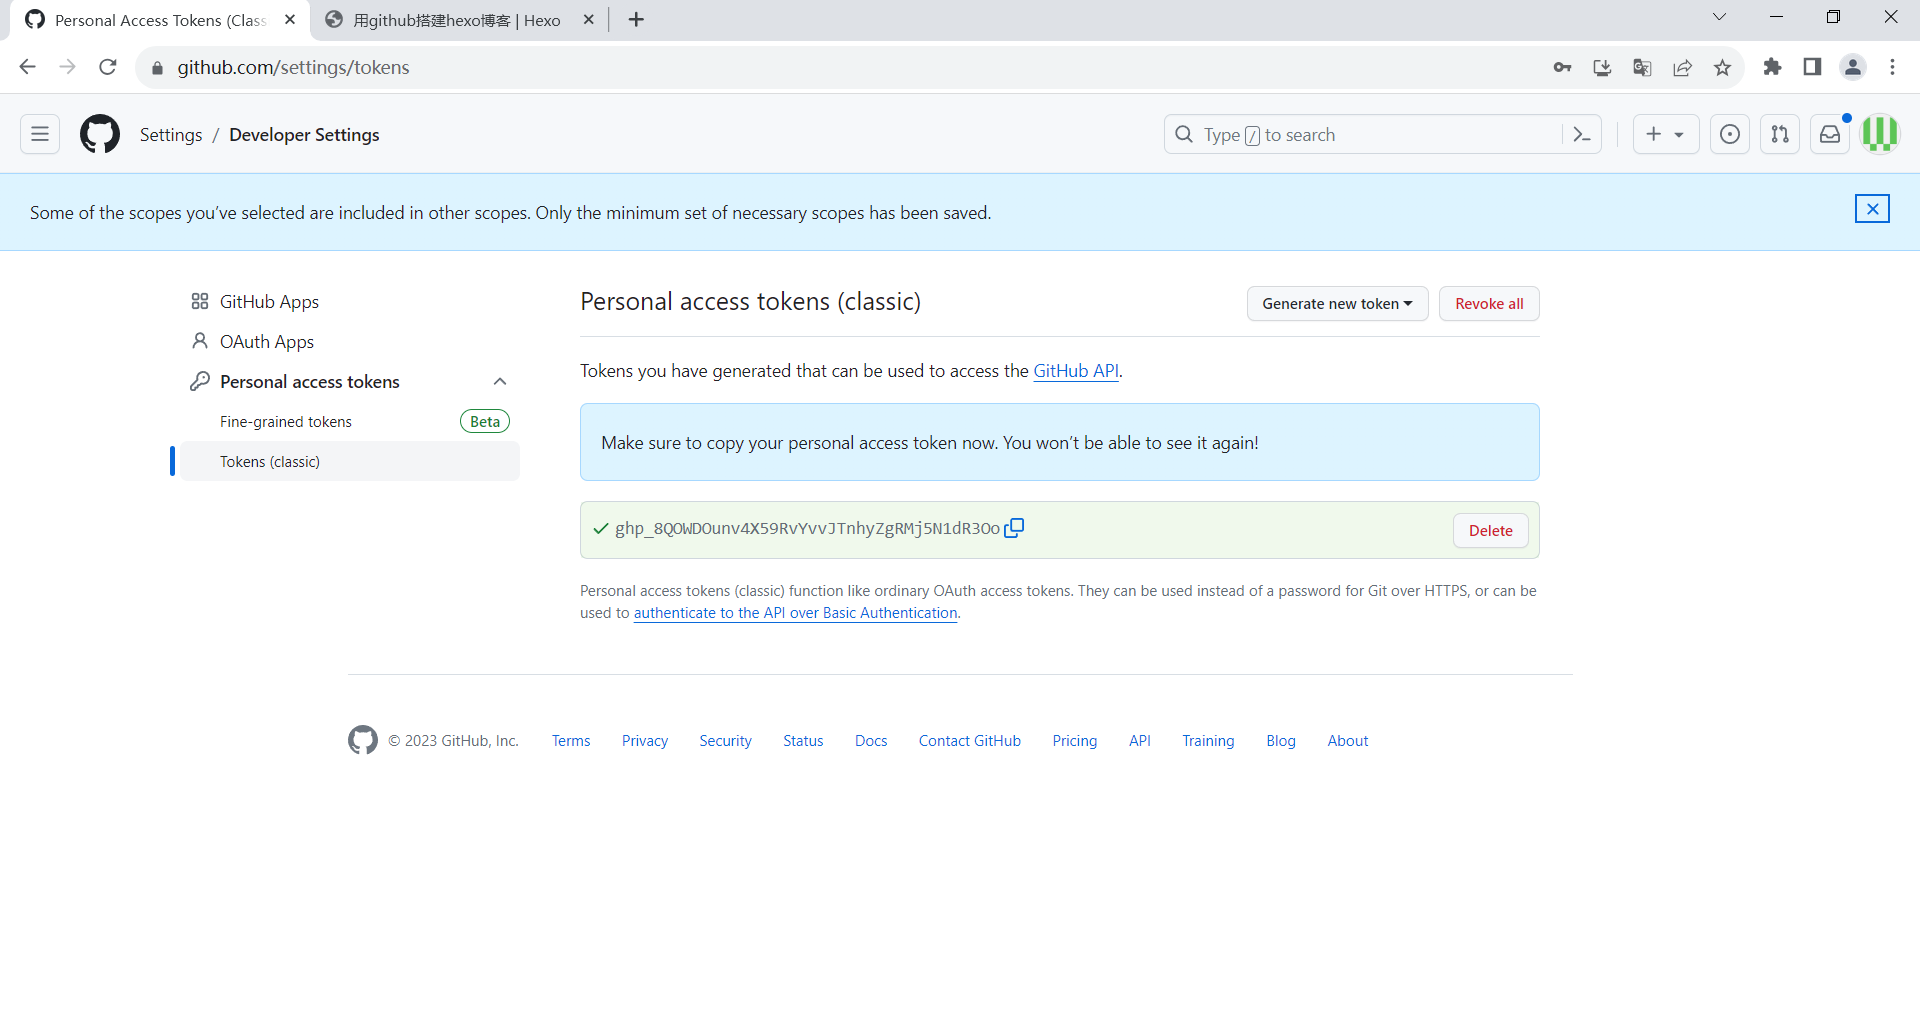 Personal Access Tokens (Class
用github搭建hexo博客 | Hexo
github.com/settings/tokens
Settings / Developer Settings
Type / to search
Some of the scopes you’ve selected are included in other scopes. Only the minimum set of necessary scopes has been saved.
GitHub Apps
OAuth Apps
Personal access tokens
Fine-grained tokens Beta
Tokens (classic)
Personal access tokens (classic)
Generate new token
Revoke all
Tokens you have generated that can be used to access the GitHub API.
Make sure to copy your personal access token now. You won’t be able to see it again!
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
Delete
Personal access tokens (classic) function like ordinary OAuth access tokens. They can be used instead of a password for Git over HTTPS, or can be
used to authenticate to the API over Basic Authentication.
© 2023 GitHub, Inc. Terms Privacy Security Status Docs Contact GitHub Pricing API Training Blog About